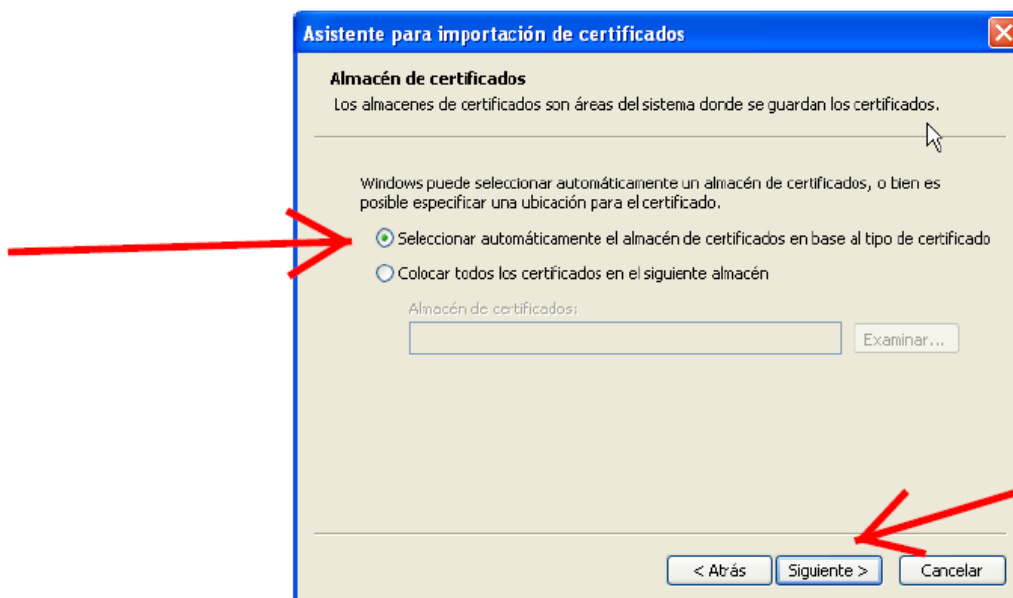 Asistente para importación de certificados
Almacén de certificados
Los almacenes de certificados son áreas del sistema donde se guardan los certificados.
Windows puede seleccionar automáticamente un almacén de certificados, o bien es
posible especificar una ubicación para el certificado.
Seleccionar automáticamente el almacén de certificados en base al tipo de certificado
Colocar todos los certificados en el siguiente almacén
Almacén de certificados:
Examinar...
< Atrás Siguiente > Cancelar